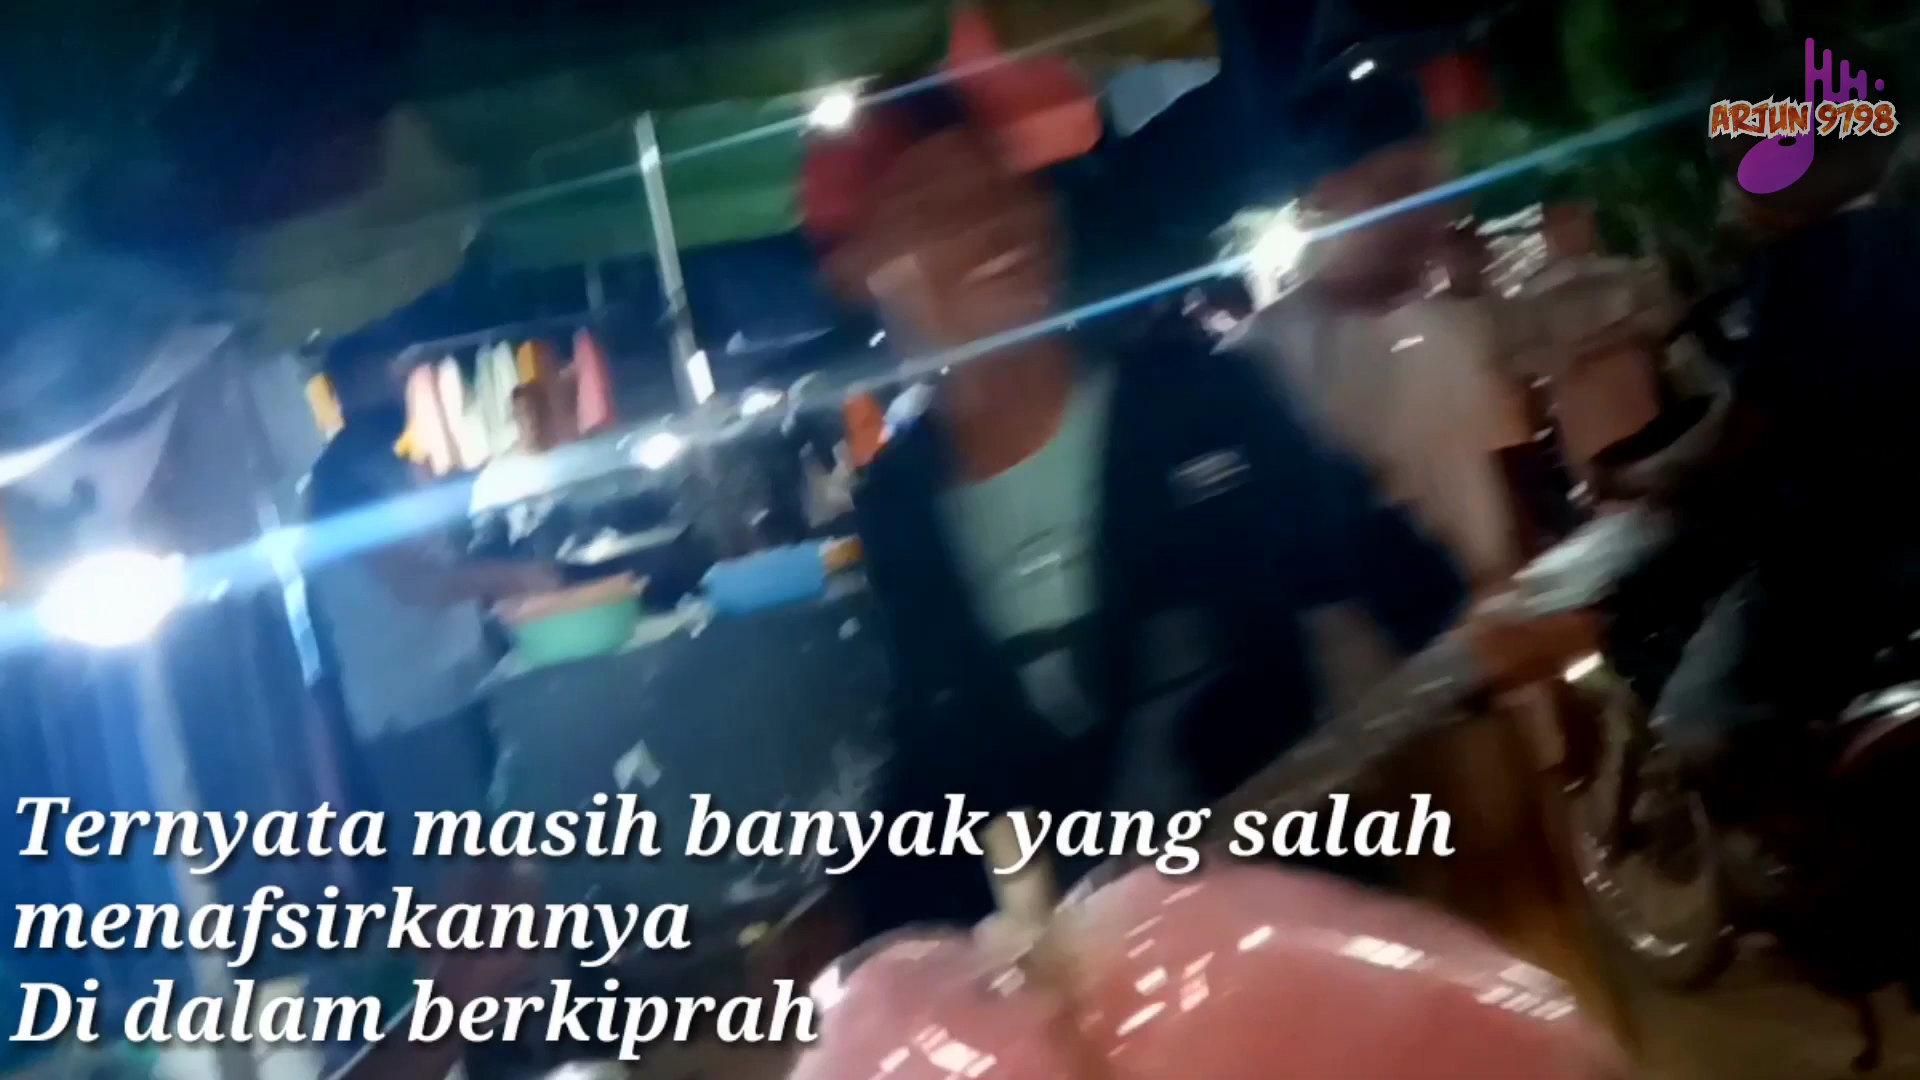 ARJUN 9798
Ternyata masih banyak yang salah
menafsirkannya
Di dalam berkiprah